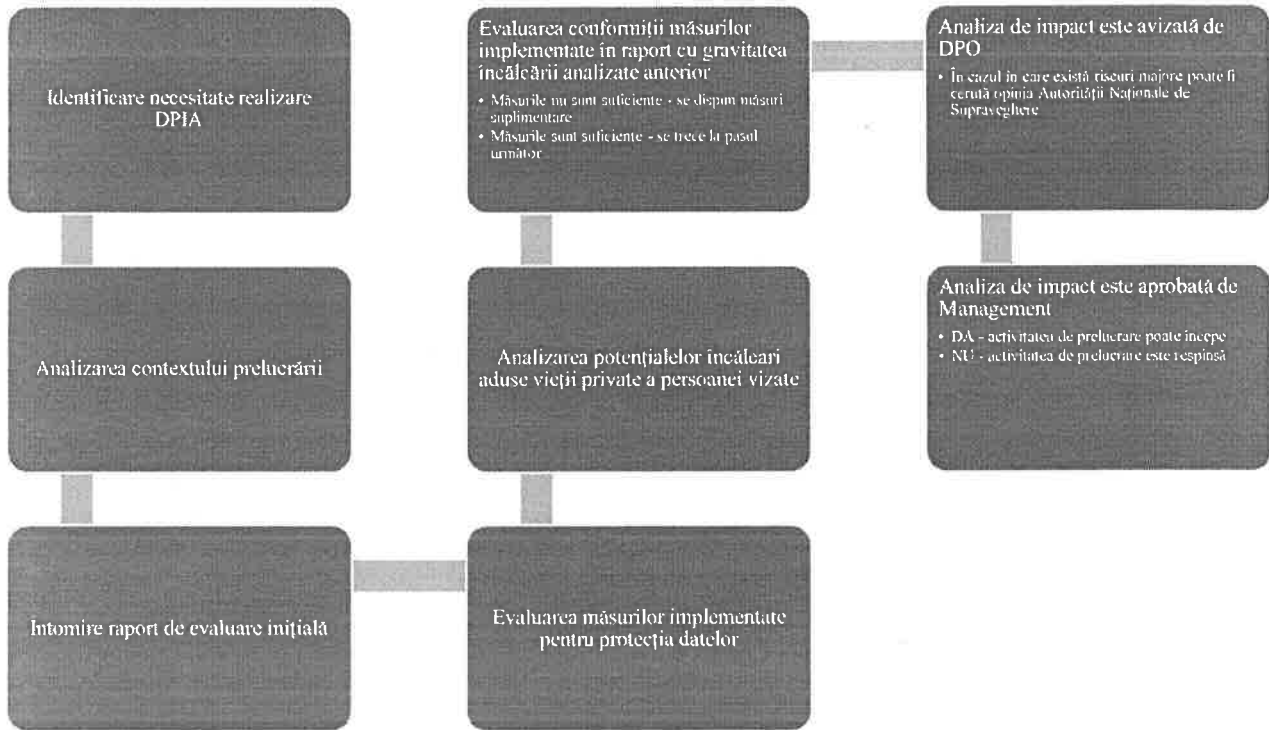 Identificare necesitate realizare
DPIA
Analizarea contextului prelucrării
Întomire raport de evaluare inițială
Evaluarea măsurilor implementate
pentru protecția datelor
Analizarea potențialelor încălcari
aduse vieții private a persoanei vizate
Evaluarea conformiții măsurilor
implementate în raport cu gravitatea
încălcării analizate anterior
• Măsurile nu sunt suficiente - se dispun măsuri
suplimentare
• Măsurile sunt suficiente - se trece la pasul
următor
Analiza de impact este avizată de
DPO
• În cazul în care există riscuri majore poate fi
cerută opinia Autorității Naționale de
Supraveghere
Analiza de impact este aprobată de
Management
• DA - activitatea de prelucrare poate începe
• NU - activitatea de prelucrare este respinsă